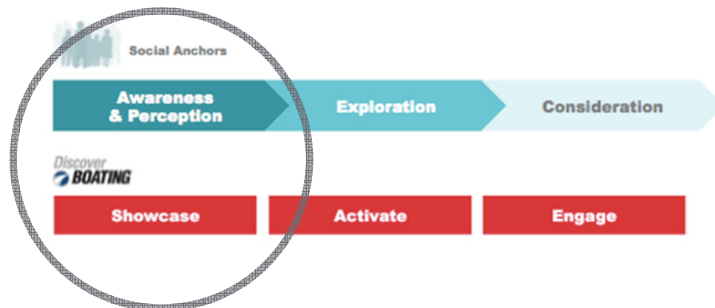 Social Anchors
Awareness
& Perception
Exploration
Consideration
Discover
BOATING
Showcase
Activate
Engage